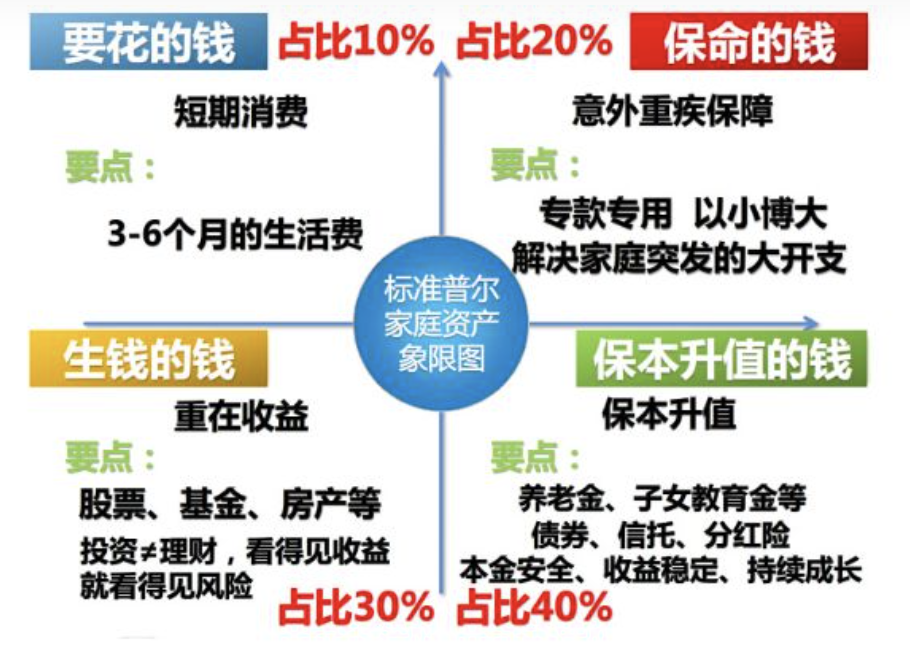 要花的钱 占比10%
短期消费
要点：
3-6个月的生活费
占比20% 保命的钱
意外重疾保障
要点：
专款专用 以小博大
解决家庭突发的大开支
标准普尔
家庭资产
象限图
生钱的钱
重在收益
要点：
股票、基金、房产等
投资≠理财，看得见收益
就看得见风险
占比30%
保本升值的钱
保本升值
要点：
养老金、子女教育金等
债券、信托、分红险
本金安全、收益稳定、持续成长
占比40%